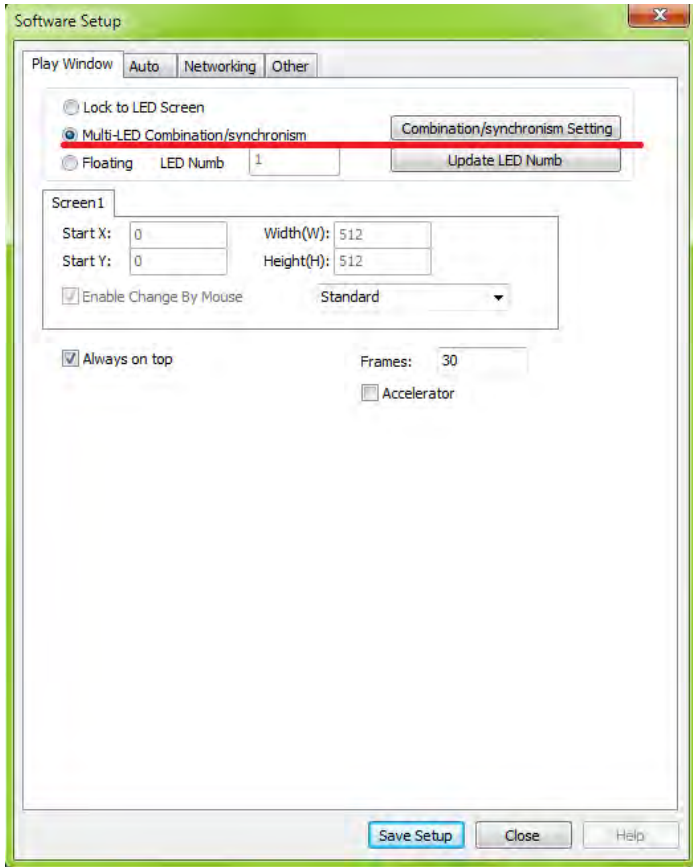 Software Setup
Play Window Auto Networking Other
Lock to LED Screen
Multi-LED Combination/synchronism Combination/synchronism Setting
Floating LED Numb 1 Update LED Numb
Screen1
Start X: 0 Width(W): 512
Start Y: 0 Height(H): 512
Enable Change By Mouse Standard
Always on top Frames: 30
Accelerator
Save Setup Close Help